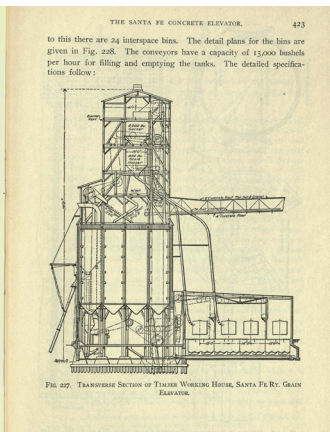 THE SANTA FE CONCRETE ELEVATOR.
423
to this there are 24 interspace bins. The detail plans for the bins are
given in Fig. 228. The conveyors have a capacity of 15,000 bushels
per hour for filling and emptying the tanks. The detailed specifica-
tions follow:
FIG. 227. TRANSVERSE SECTION OF TIMBER WORKING HOUSE, SANTA FE RY. GRAIN
ELEVATOR.